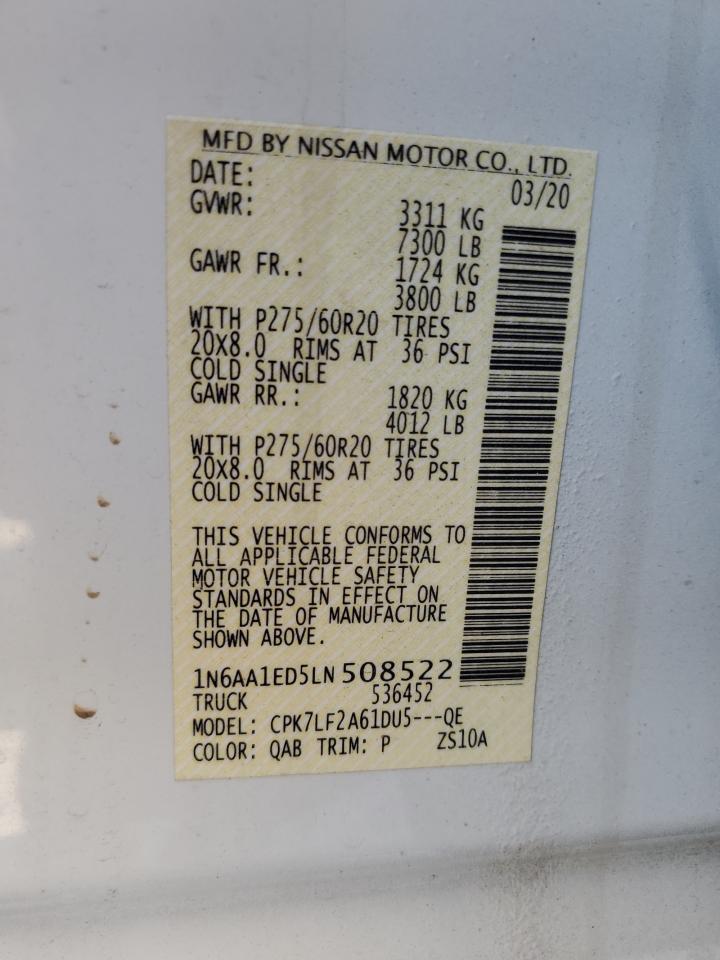 MFD BY NISSAN MOTOR CO., LTD.
DATE: 03/20
GVWR: 3311 KG
7300 LB
GAWR FR.: 1724 KG
3800 LB
WITH P275/60R20 TIRES
20X8.0 RIMS AT 36 PSI
COLD SINGLE
GAWR RR.: 1820 KG
4012 LB
WITH P275/60R20 TIRES
20X8.0 RIMS AT 36 PSI
COLD SINGLE
THIS VEHICLE CONFORMS TO
ALL APPLICABLE FEDERAL
MOTOR VEHICLE SAFETY
STANDARDS IN EFFECT ON
THE DATE OF MANUFACTURE
SHOWN ABOVE.
1N6AA1ED5LN 508522
TRUCK 536452
MODEL: CPK7LF2A61DU5---QE
COLOR: QAB TRIM: P ZS10A